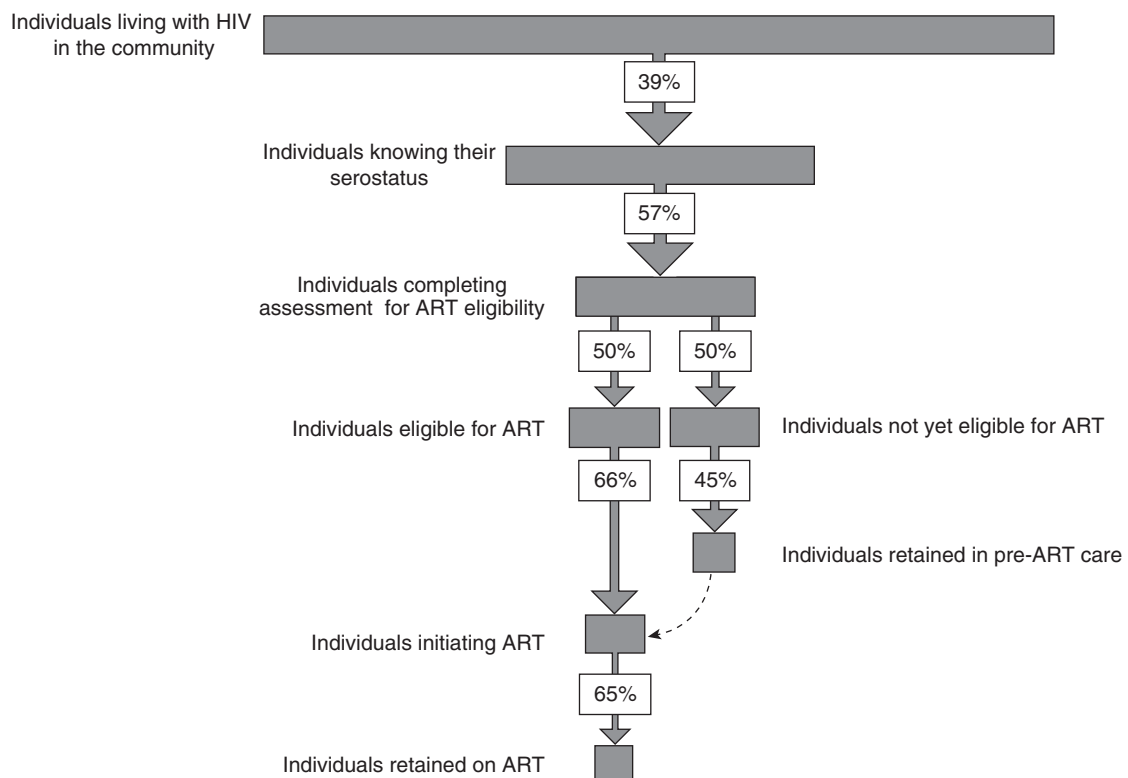 Individuals living with HIV
in the community
39%
Individuals knowing their
serostatus
57%
Individuals completing
assessment for ART eligibility
50%
50%
Individuals eligible for ART
Individuals not yet eligible for ART
66%
45%
Individuals retained in pre-ART care
Individuals initiating ART
65%
Individuals retained on ART